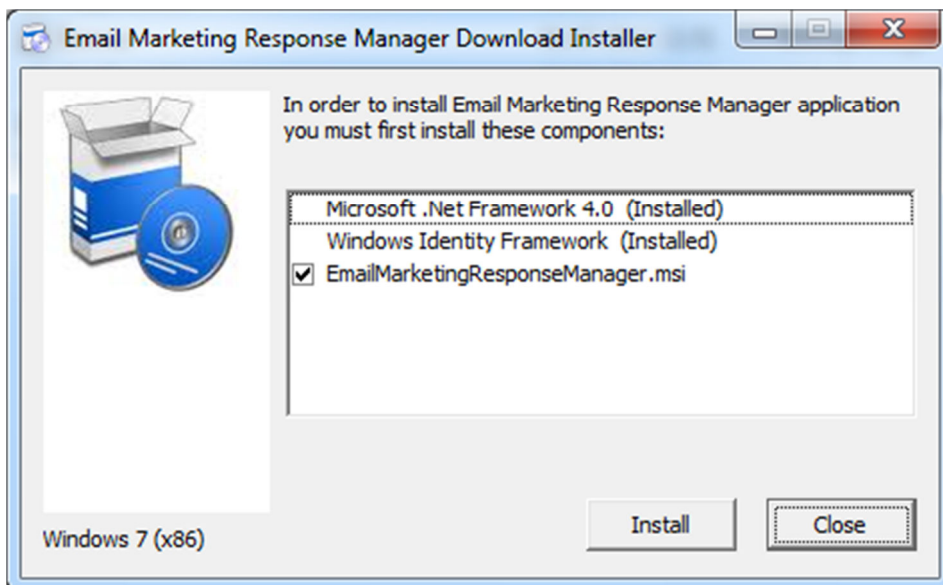 Email Marketing Response Manager Download Installer
In order to install Email Marketing Response Manager application
you must first install these components:
Microsoft .Net Framework 4.0 (Installed)
Windows Identity Framework (Installed)
EmailMarketingResponseManager.msi
Windows 7 (x86)
Install
Close